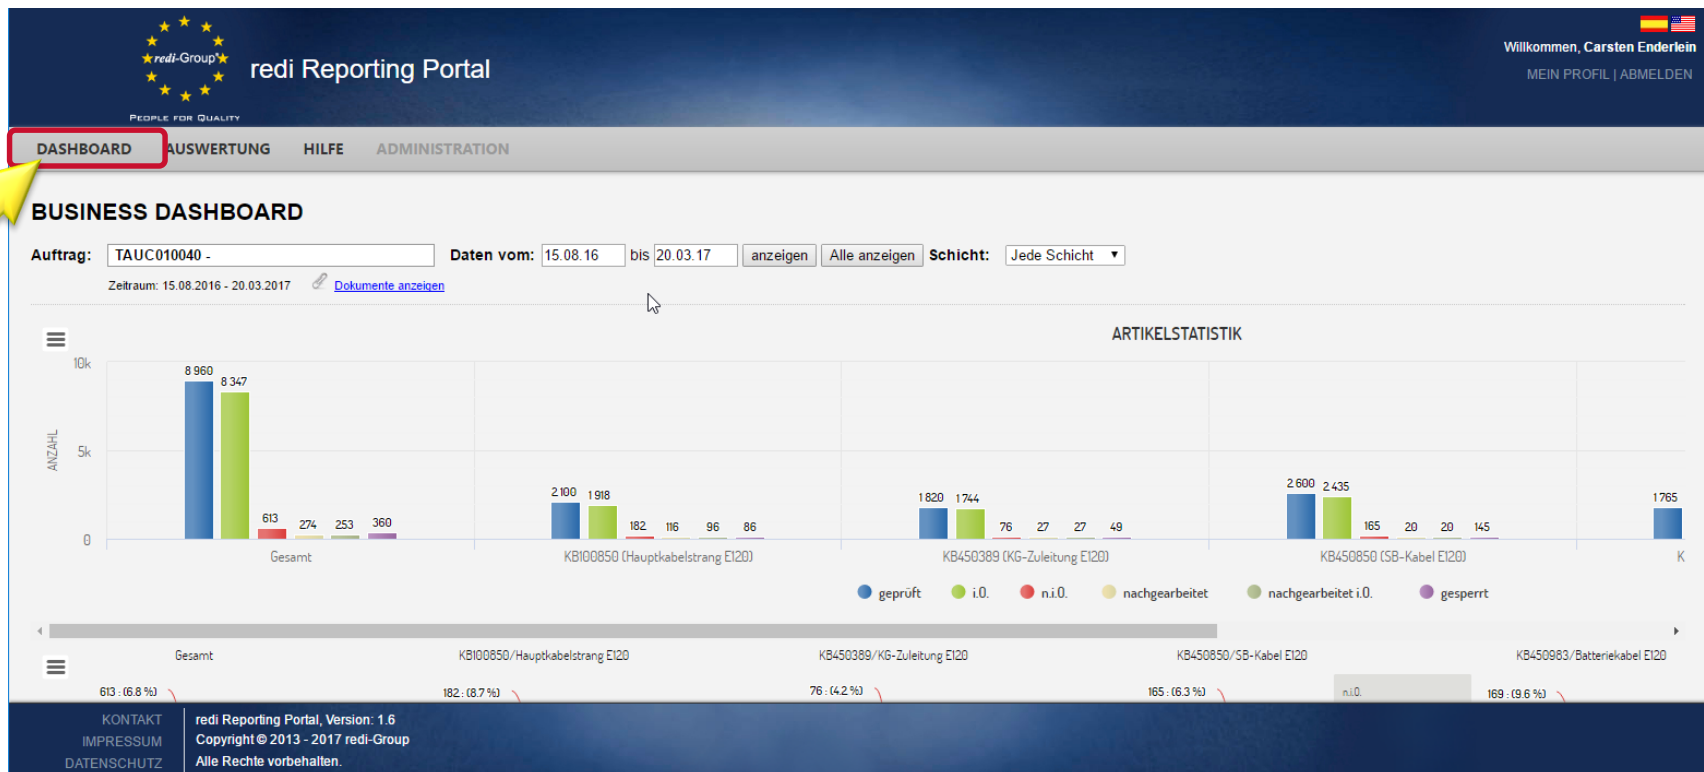 redi-Group®
PEOPLE FOR QUALITY
redi Reporting Portal
Willkommen, Carsten Enderlein
MEIN PROFIL | ABMELDEN
DASHBOARD AUSWERTUNG HILFE ADMINISTRATION
BUSINESS DASHBOARD
Auftrag: TAUC010040 - Daten vom: 15.08.16 bis 20.03.17 anzeigen Alle anzeigen Schicht: Jede Schicht
Zeitraum: 15.08.2016 - 20.03.2017 Dokumente anzeigen
ARTIKELSTATISTIK
ANZAHL
10k
5k
0
8 960 8 347 613 274 253 360
2 100 1 918 182 116 96 86
1 820 1 744 76 27 27 49
2 600 2 435 165 20 20 145
1 765
Gesamt KB100850 (Hauptkabelstrang E120) KB450389 (KG-Zuleitung E120) KB450850 (SB-Kabel E120) K
geprüft i.O. n.i.O. nachgearbeitet nachgearbeitet i.O. gesperrt
Gesamt KB100850/Hauptkabelstrang E120 KB450389/KG-Zuleitung E120 KB450850/SB-Kabel E120 KB450983/Batteriekabel E120
613 : (6.8 %) 182 : (8.7 %) 76 : (4.2 %) 165 : (6.3 %) n.i.O. 169 : (9.6 %)
KONTAKT
IMPRESSUM
DATENSCHUTZ
redi Reporting Portal, Version: 1.6
Copyright © 2013 - 2017 redi-Group
Alle Rechte vorbehalten.